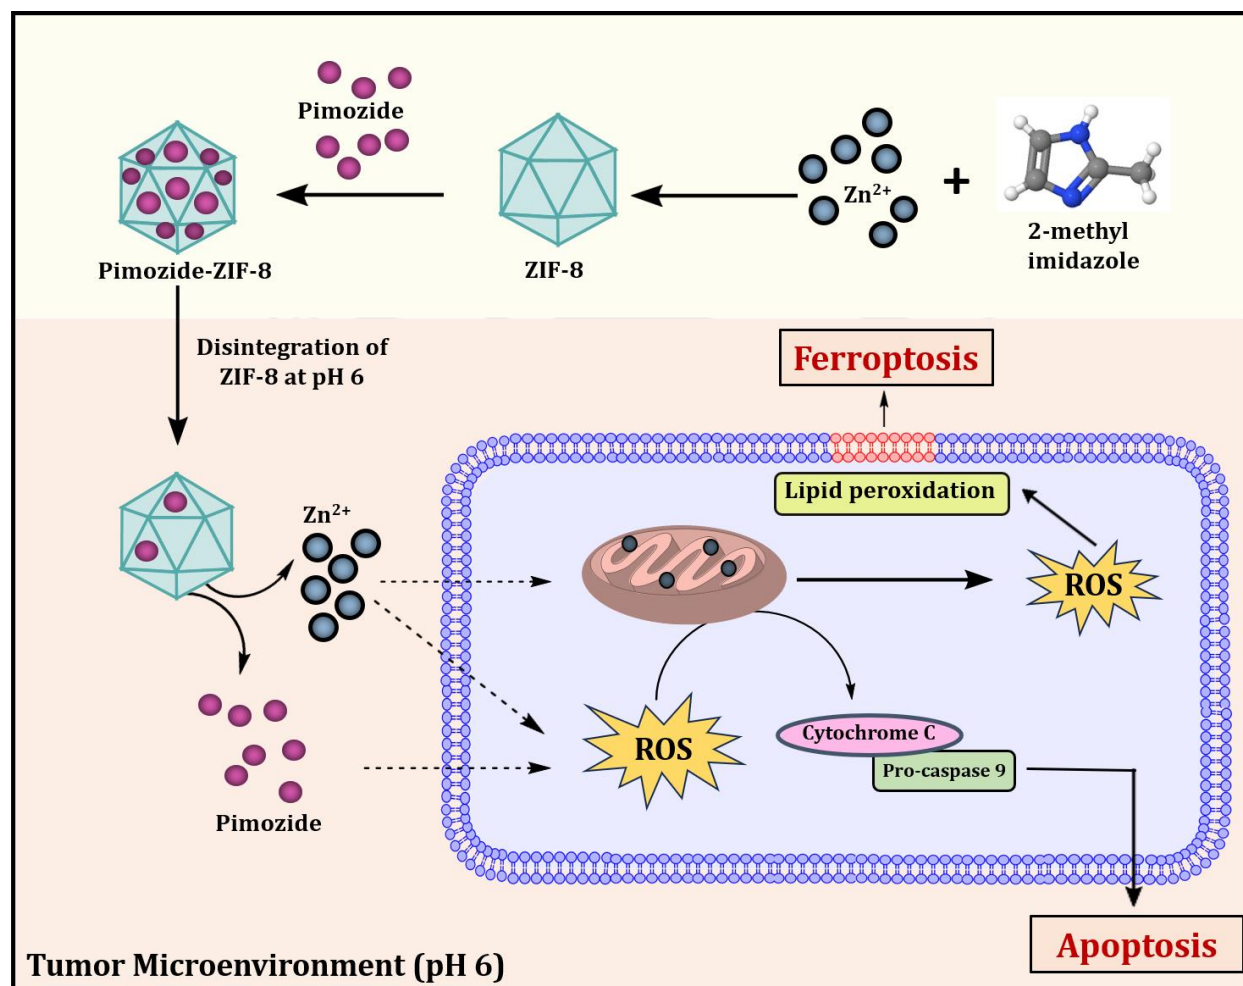 Pimozide
Zn²⁺
+
2-methyl
imidazole
Pimozide-ZIF-8
ZIF-8
Disintegration of
ZIF-8 at pH 6
Ferroptosis
Lipid peroxidation
Zn²⁺
ROS
ROS
Cytochrome C
Pro-caspase 9
Pimozide
Apoptosis
Tumor Microenvironment (pH 6)